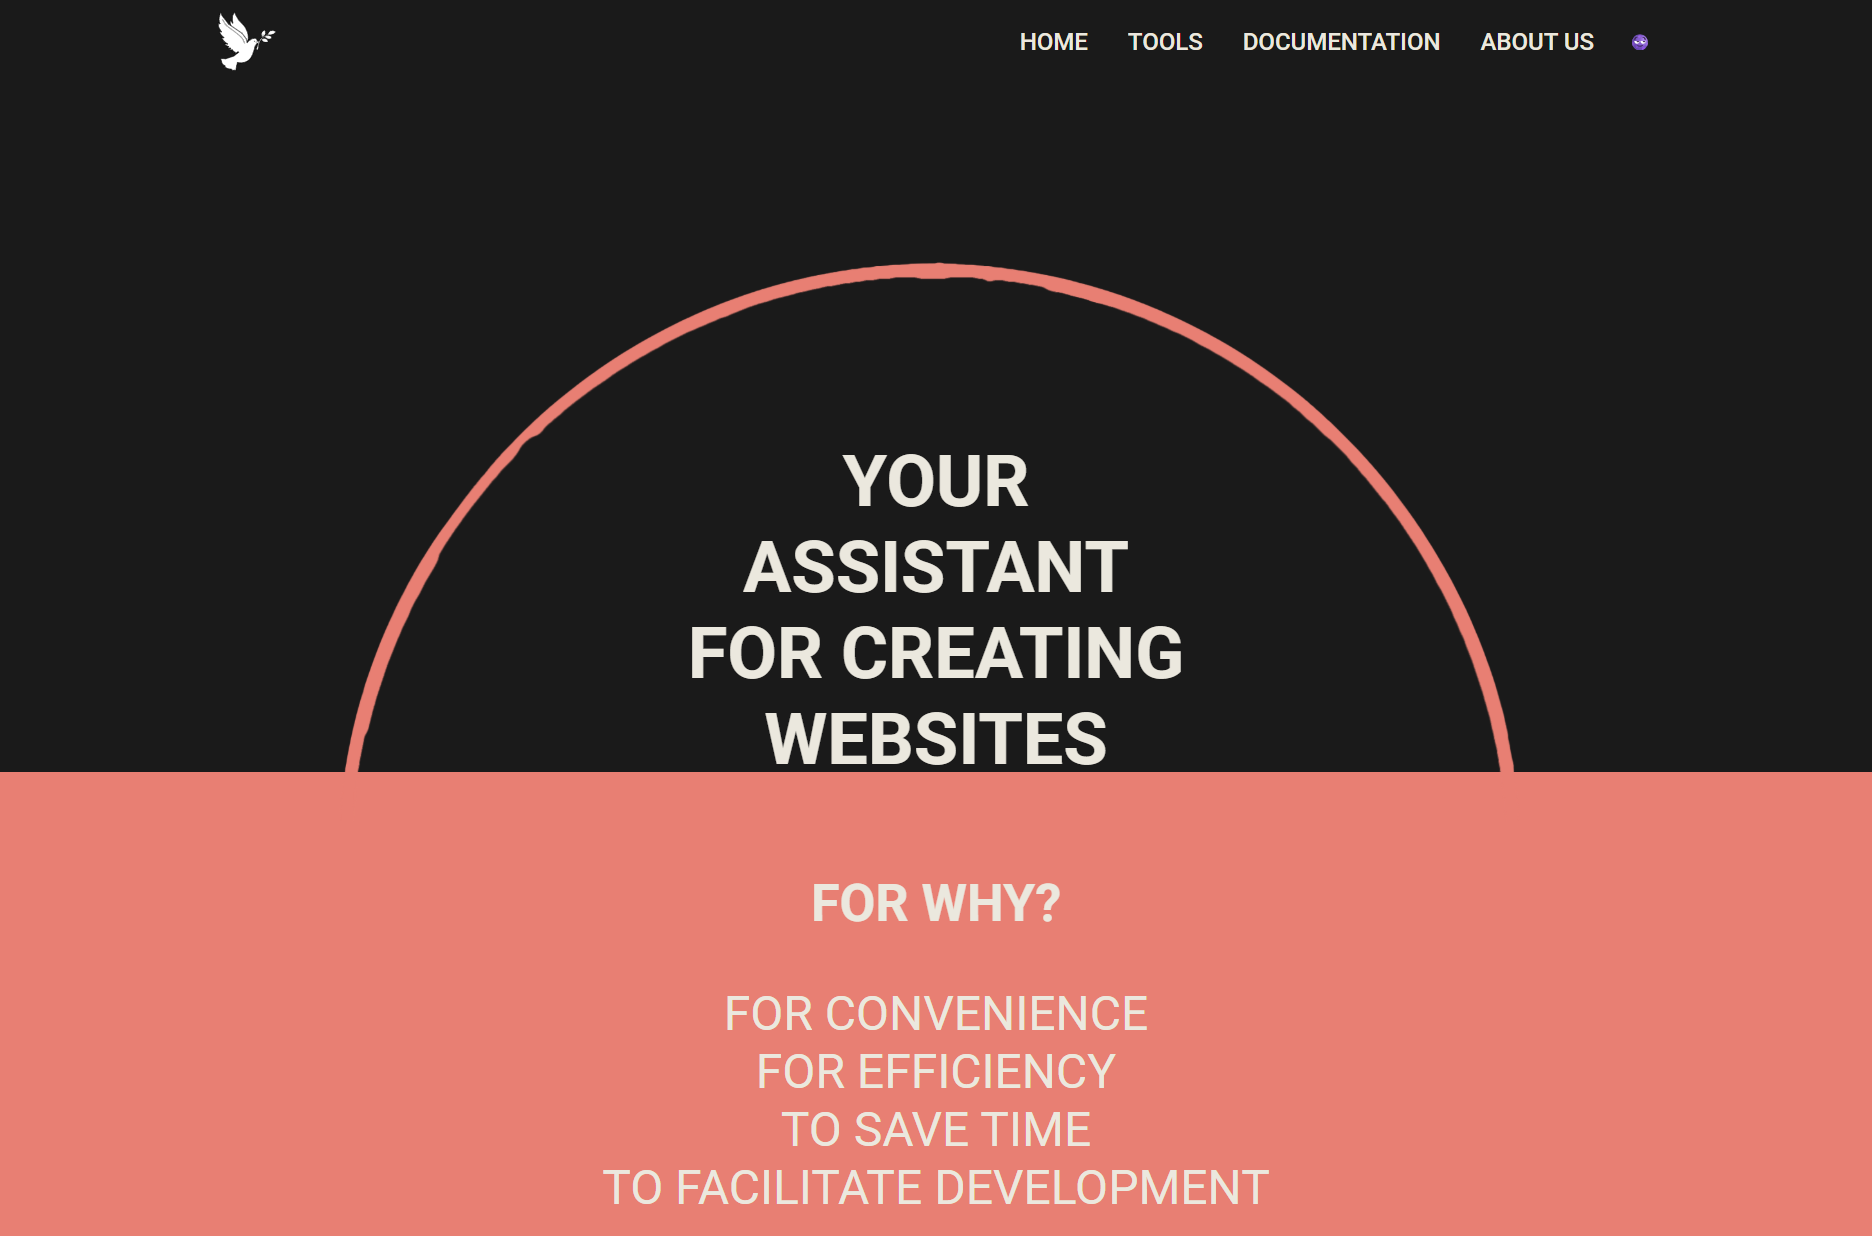 HOME TOOLS DOCUMENTATION ABOUT US
YOUR
ASSISTANT
FOR CREATING
WEBSITES
FOR WHY?
FOR CONVENIENCE
FOR EFFICIENCY
TO SAVE TIME
TO FACILITATE DEVELOPMENT